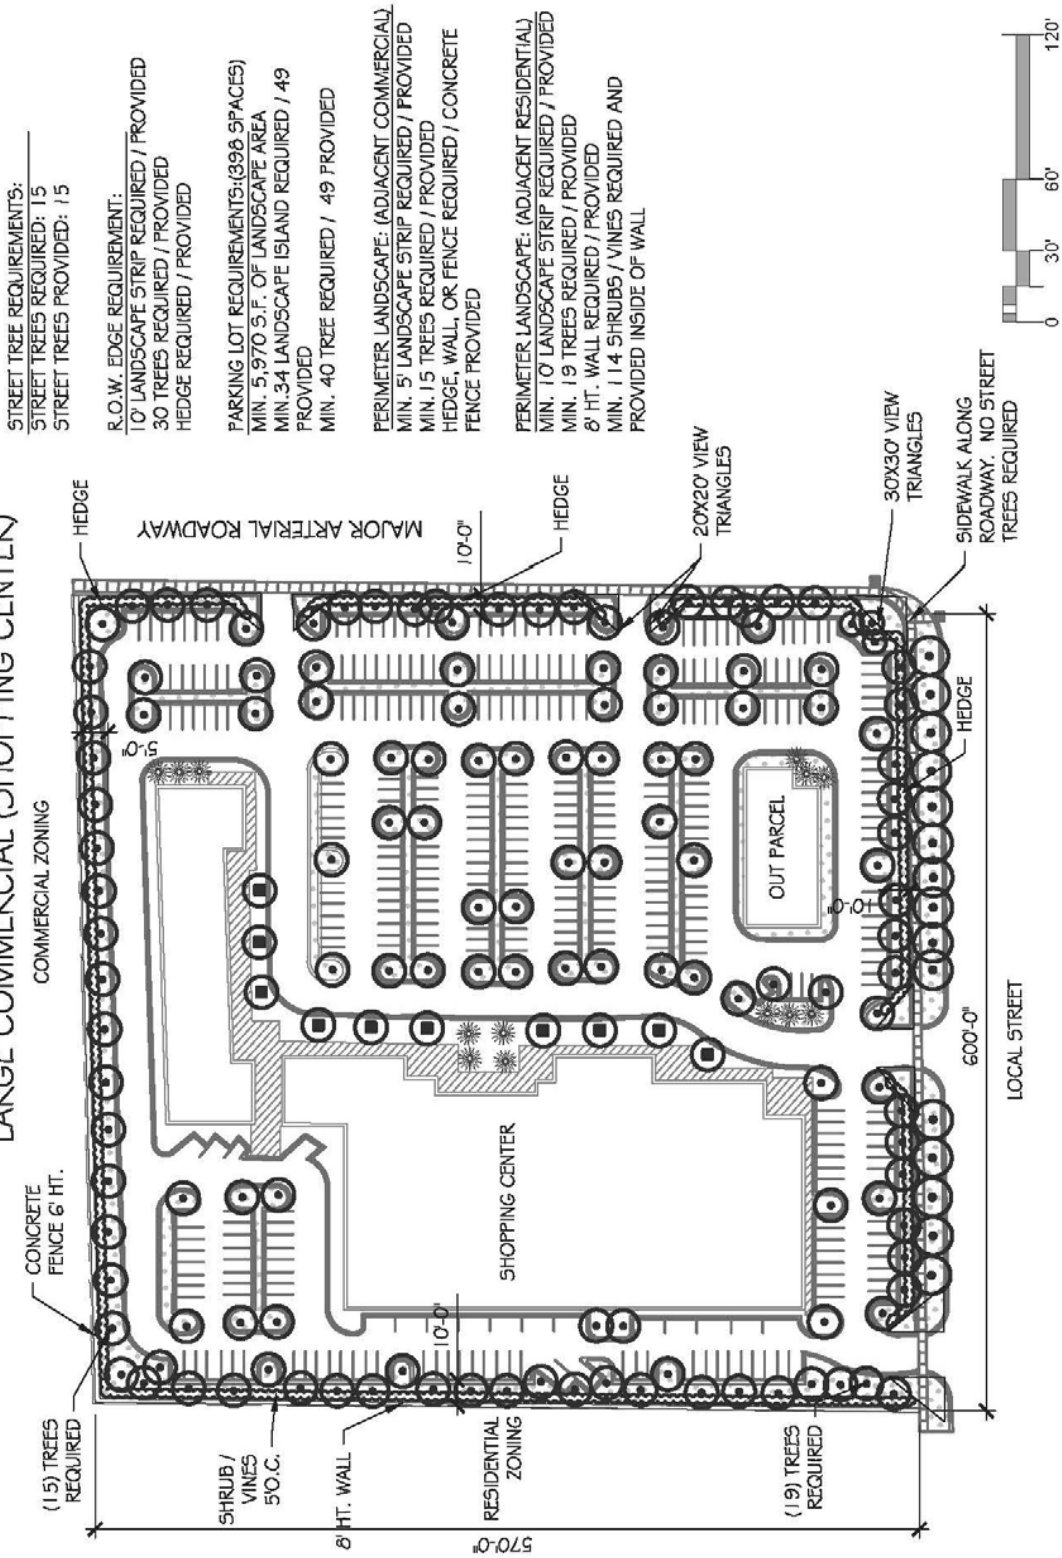 LARGE COMMERCIAL (SHOPPING CENTER)
COMMERCIAL ZONING
CONCRETE
FENCE 6' HT.
(15) TREES
REQUIRED
SHRUB /
VINES
5'O.C.
8' HT. WALL
RESIDENTIAL
ZONING
(19) TREES
REQUIRED
570'-0"
10'-0"
5'-0"
SHOPPING CENTER
OUT PARCEL
10'-0"
HEDGE
MAJOR ARTERIAL ROADWAY
10'-0"
HEDGE
20'X20' VIEW
TRIANGLES
30'X30' VIEW
TRIANGLES
SIDEWALK ALONG
ROADWAY. NO STREET
TREES REQUIRED
HEDGE
600'-0"
LOCAL STREET
STREET TREE REQUIREMENTS:
STREET TREES REQUIRED: 15
STREET TREES PROVIDED: 15
R.O.W. EDGE REQUIREMENT:
10' LANDSCAPE STRIP REQUIRED / PROVIDED
30 TREES REQUIRED / PROVIDED
HEDGE REQUIRED / PROVIDED
PARKING LOT REQUIREMENTS:(398 SPACES)
MIN. 5,970 S.F. OF LANDSCAPE AREA
MIN.34 LANDSCAPE ISLAND REQUIRED / 49
PROVIDED
MIN. 40 TREE REQUIRED / 49 PROVIDED
PERIMETER LANDSCAPE: (ADJACENT COMMERCIAL)
MIN. 5' LANDSCAPE STRIP REQUIRED / PROVIDED
MIN.15 TREES REQUIRED / PROVIDED
HEDGE, WALL, OR FENCE REQUIRED / CONCRETE
FENCE PROVIDED
PERIMETER LANDSCAPE: (ADJACENT RESIDENTIAL)
MIN. 10' LANDSCAPE STRIP REQUIRED / PROVIDED
MIN. 19 TREES REQUIRED / PROVIDED
8' HT. WALL REQUIRED / PROVIDED
MIN. 114 SHRUBS / VINES REQUIRED AND
PROVIDED INSIDE OF WALL
0 30' 60' 120'